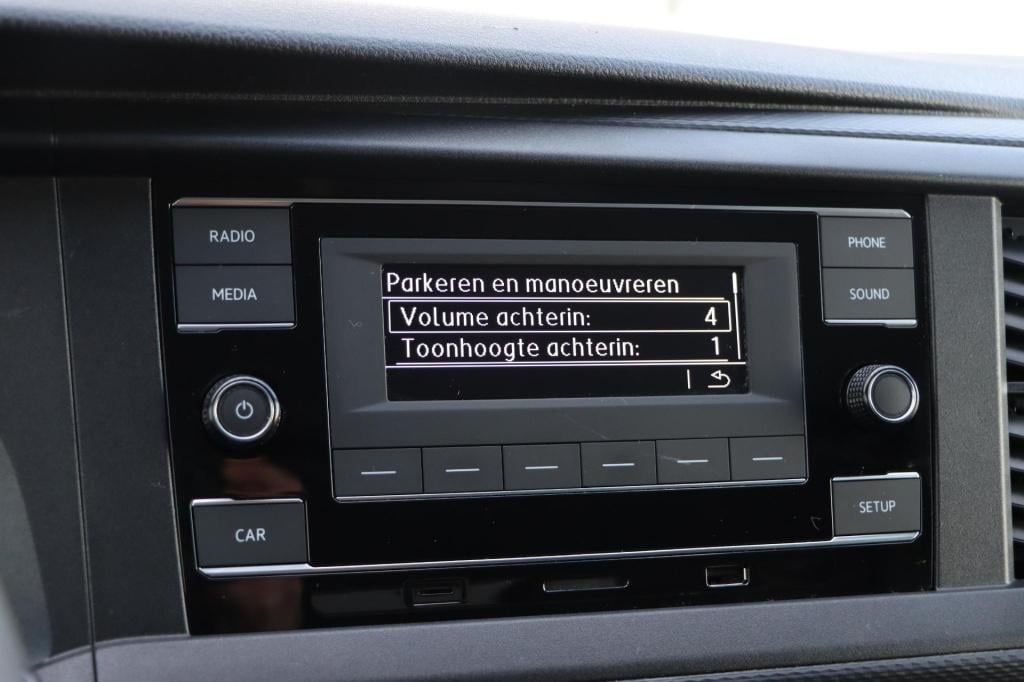 RADIO
MEDIA
Parkeren en manoeuvreren
Volume achterin: 4
Toonhoogte achterin: 1
PHONE
SOUND
CAR
SETUP